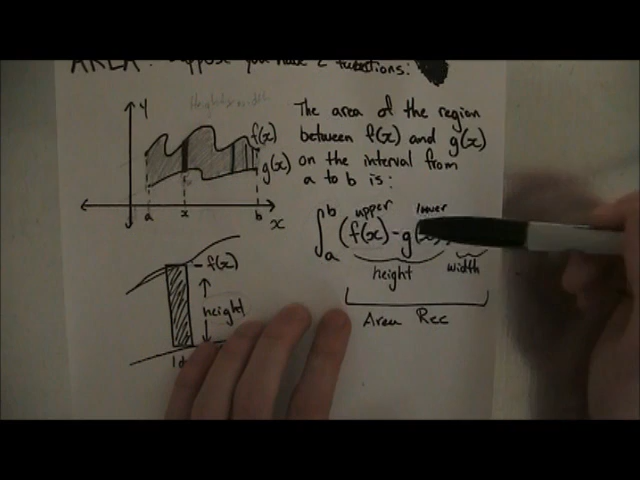 AREA: Suppose you have 2 functions:
Y
f(x)
g(x)
a x b x
The area of the region
between f(x) and g(x)
on the interval from
a to b is:
upper lower
∫ₐᵇ (f(x) - g(x)
height width
Area Rec
f(x)
height